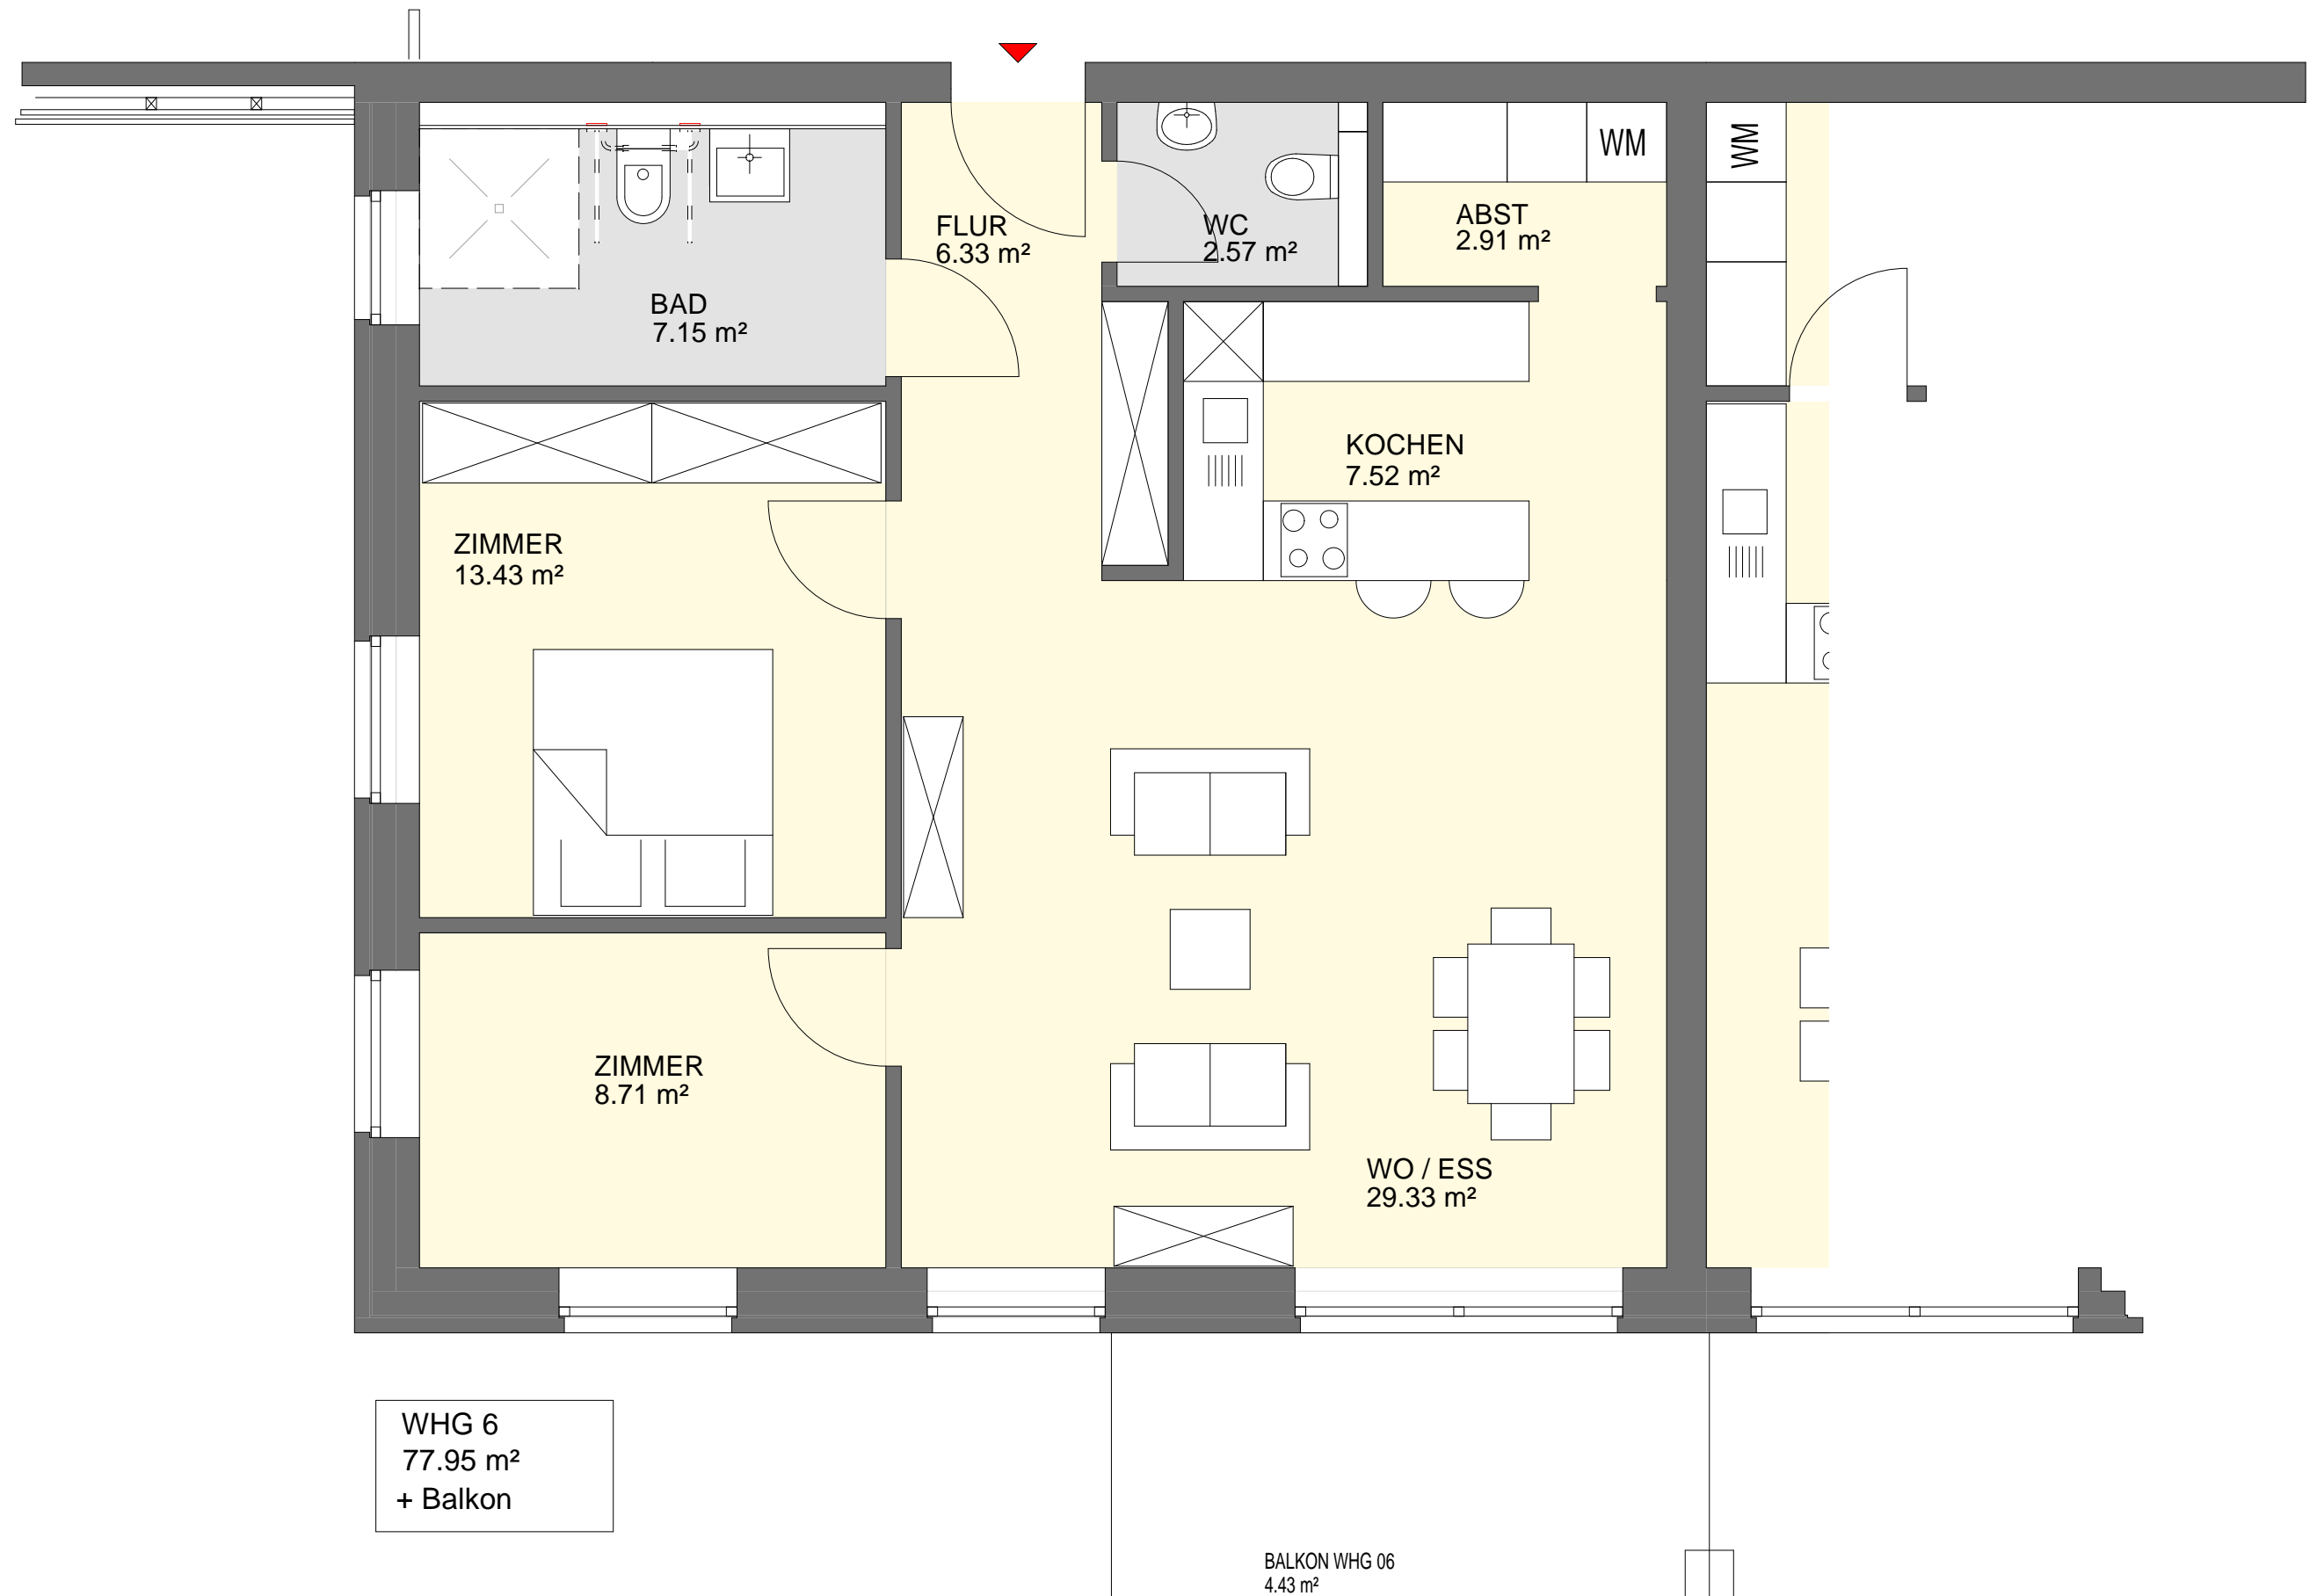 WM
WM
FLUR
6.33 m²
WC
2.57 m²
ABST
2.91 m²
BAD
7.15 m²
KOCHEN
7.52 m²
ZIMMER
13.43 m²
ZIMMER
8.71 m²
WO / ESS
29.33 m²
WHG 6
77.95 m²
+ Balkon
BALKON WHG 06
4.43 m²